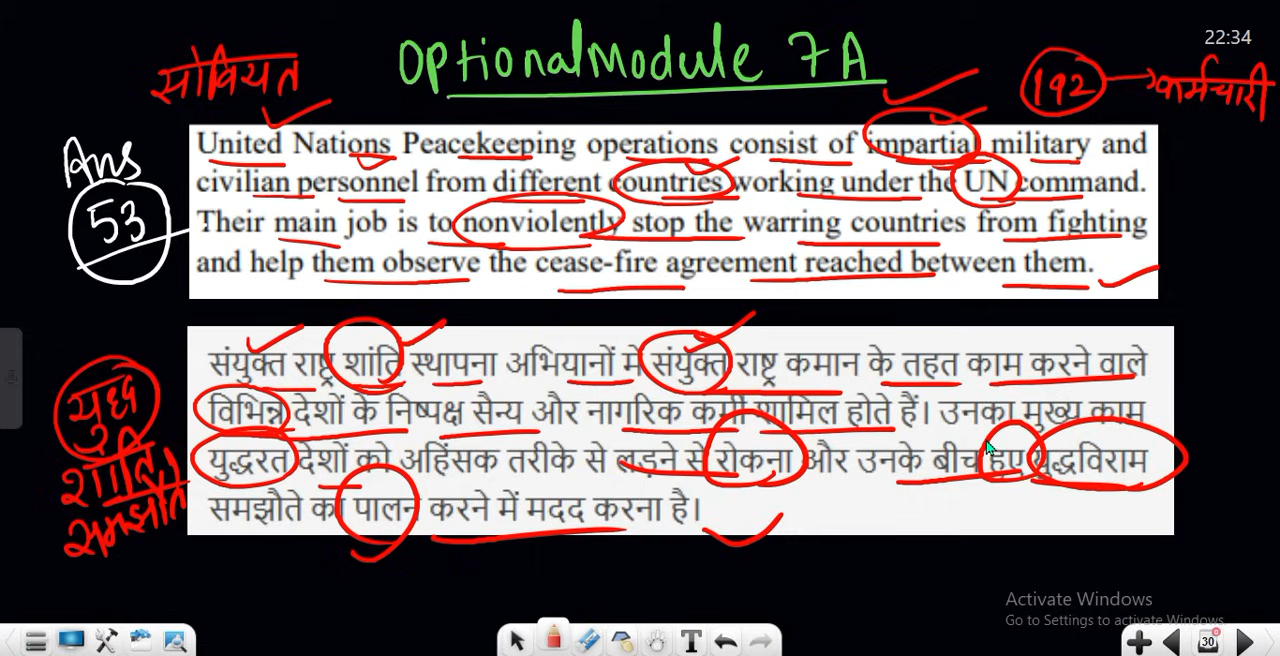 22:34
Optional Module 7A
सोवियत
192 → कर्मचारी
Ans
53
United Nations Peacekeeping operations consist of impartial military and
civilian personnel from different countries working under the UN command.
Their main job is to nonviolently stop the warring countries from fighting
and help them observe the cease-fire agreement reached between them.
संयुक्त राष्ट्र शांति स्थापना अभियानों में संयुक्त राष्ट्र कमान के तहत काम करने वाले
विभिन्न देशों के निष्पक्ष सैन्य और नागरिक कर्मी शामिल होते हैं। उनका मुख्य काम
युद्धरत देशों को अहिंसक तरीके से लड़ने से रोकना और उनके बीच हुए युद्धविराम
समझौते का पालन करने में मदद करना है।
युद्ध
शांति
समझौते
Activate Windows
Go to Settings to activate Windows
T
30